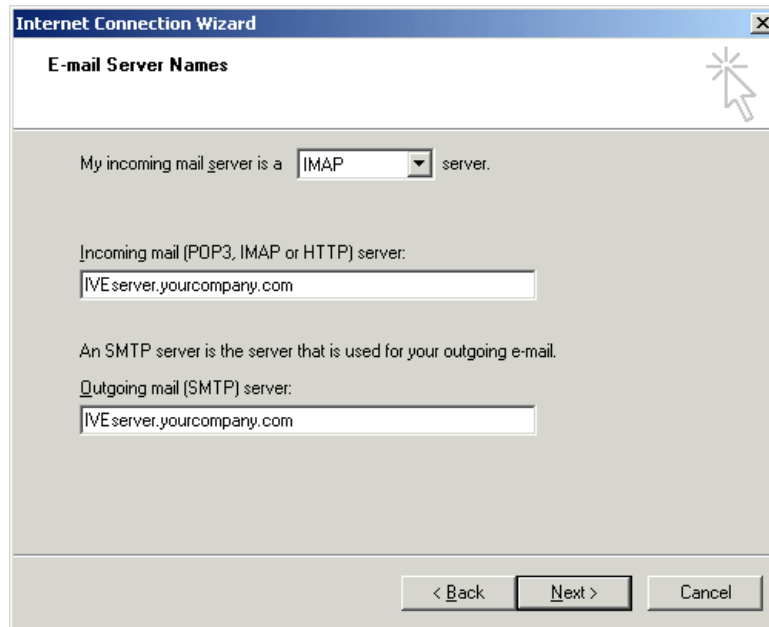 Internet Connection Wizard
E-mail Server Names
My incoming mail server is a IMAP server.
Incoming mail (POP3, IMAP or HTTP) server:
IVEserver.yourcompany.com
An SMTP server is the server that is used for your outgoing e-mail.
Outgoing mail (SMTP) server:
IVEserver.yourcompany.com
< Back Next > Cancel